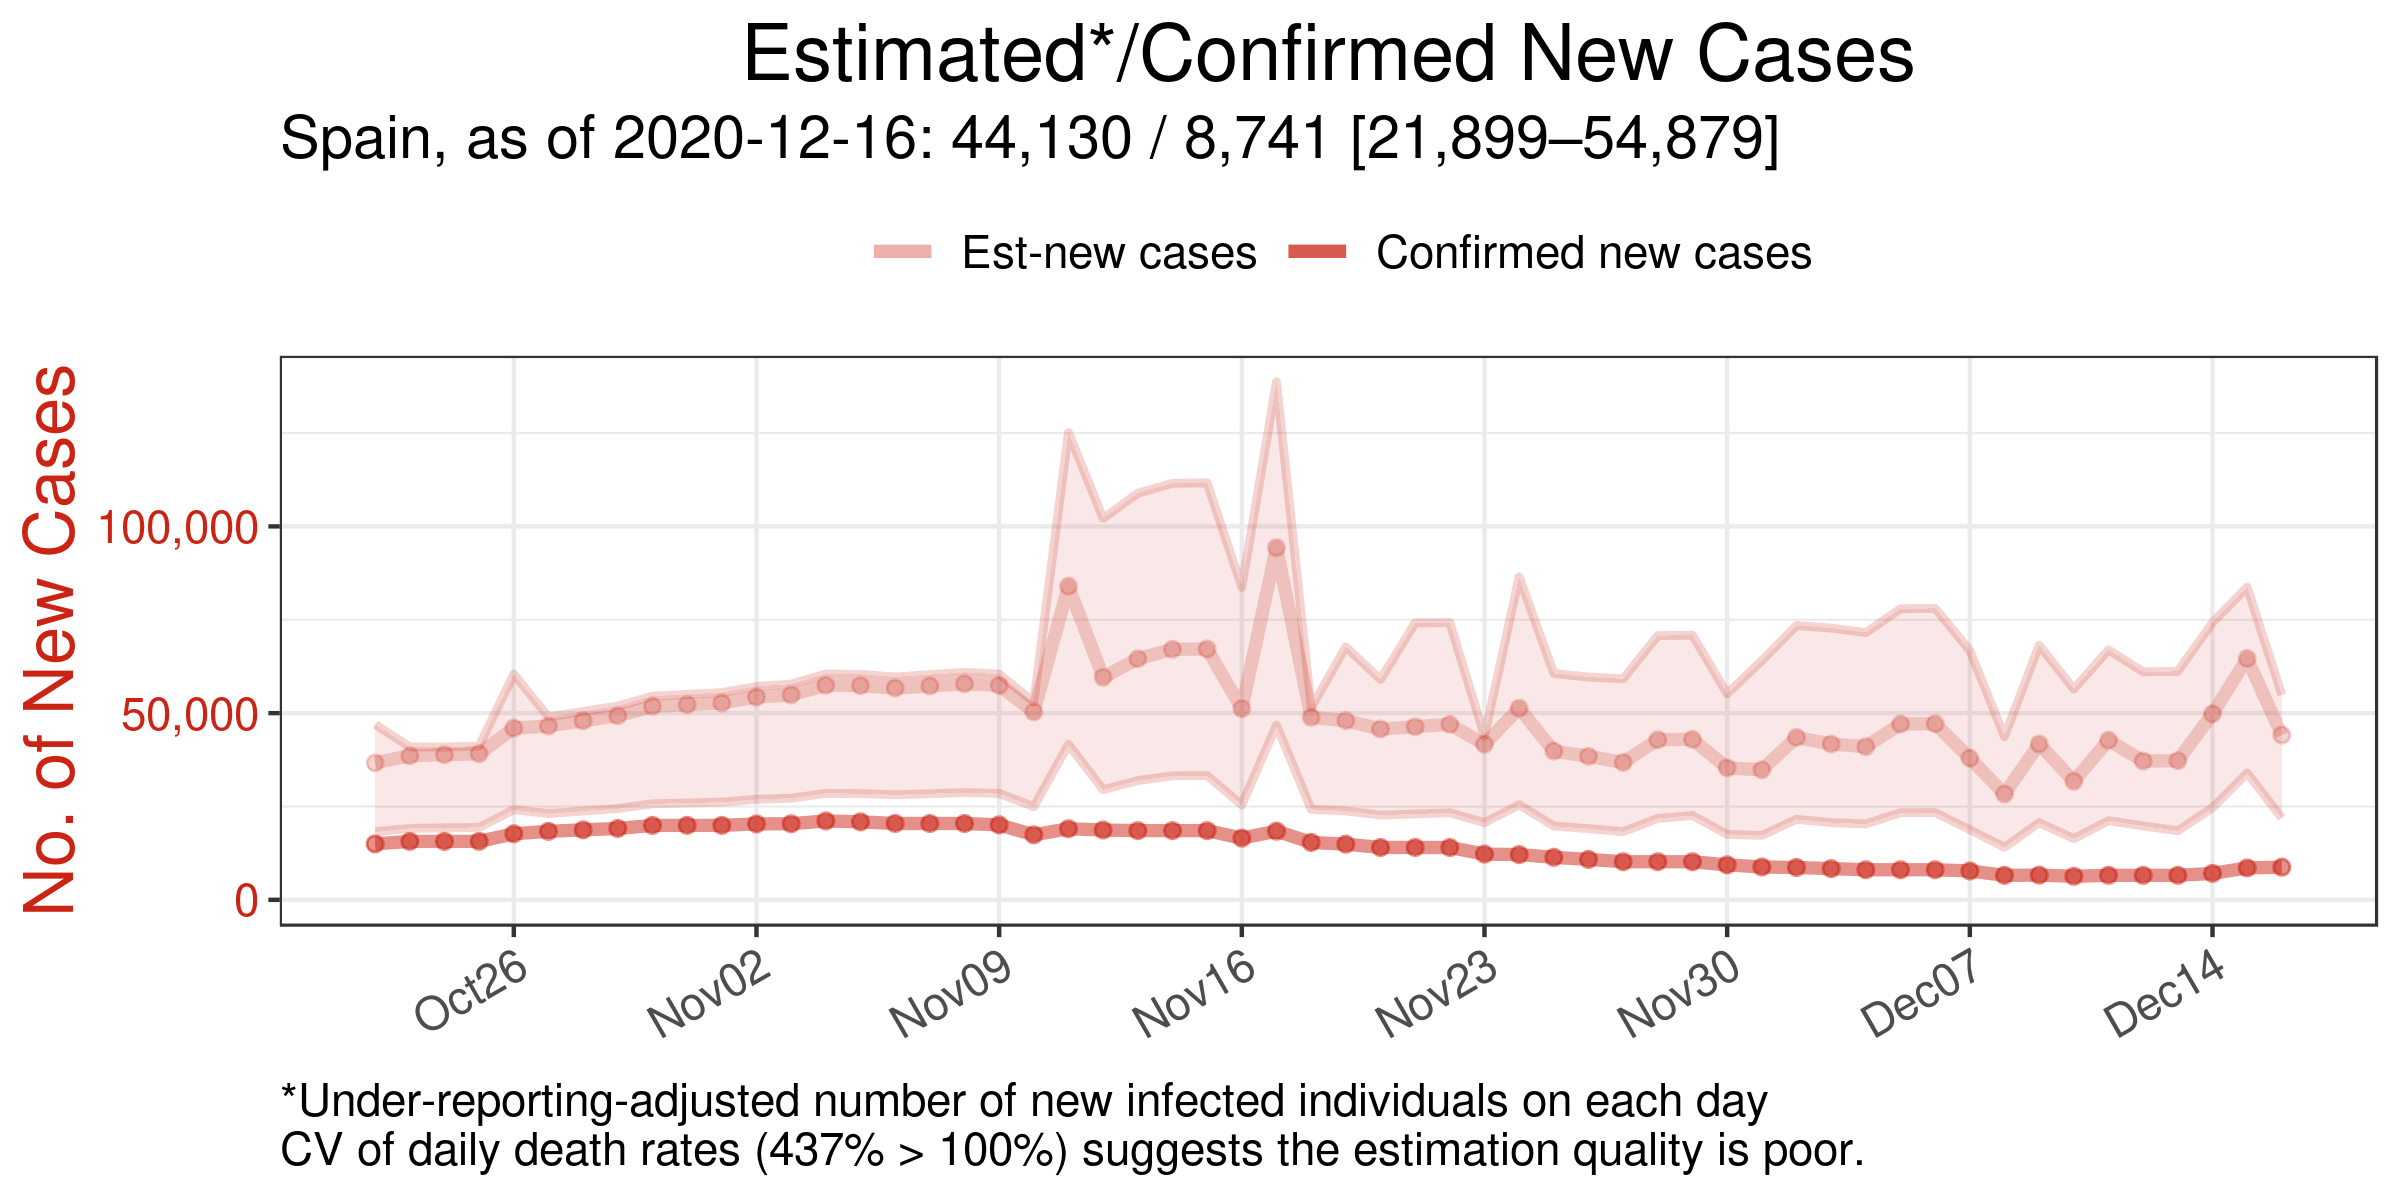 Estimated*/Confirmed New Cases
Spain, as of 2020-12-16: 44,130 / 8,741 [21,899–54,879]
Est-new cases
Confirmed new cases
No. of New Cases
100,000
50,000
0
Oct26
Nov02
Nov09
Nov16
Nov23
Nov30
Dec07
Dec14
*Under-reporting-adjusted number of new infected individuals on each day
CV of daily death rates (437% > 100%) suggests the estimation quality is poor.